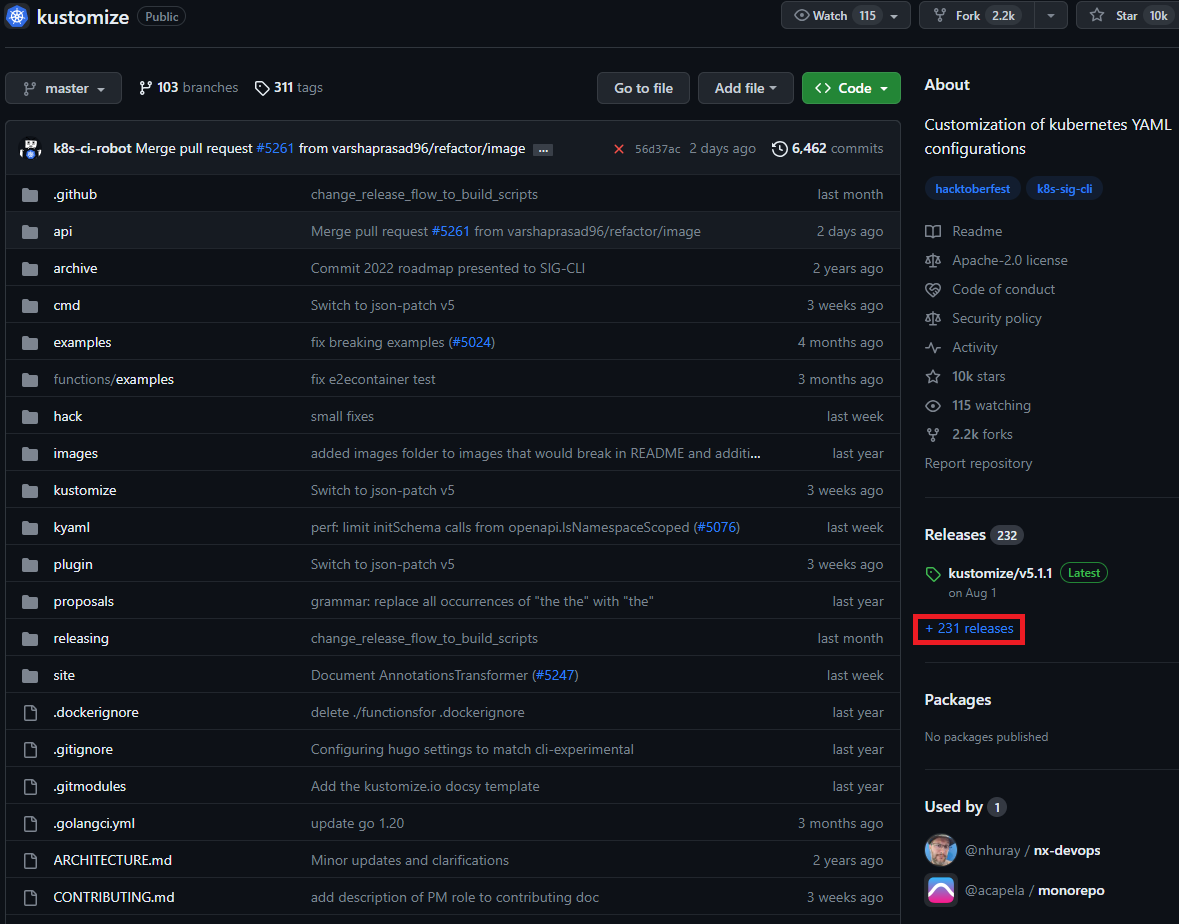 kustomize Public Watch 115 Fork 2.2k Star 10k
master 103 branches 311 tags Go to file Add file <> Code
k8s-ci-robot Merge pull request #5261 from varshaprasad96/refactor/image ... 56d37ac 2 days ago 6,462 commits
.github change_release_flow_to_build_scripts last month
api Merge pull request #5261 from varshaprasad96/refactor/image 2 days ago
archive Commit 2022 roadmap presented to SIG-CLI 2 years ago
cmd Switch to json-patch v5 3 weeks ago
examples fix breaking examples (#5024) 4 months ago
functions/examples fix e2econtainer test 3 months ago
hack small fixes last week
images added images folder to images that would break in README and additi... last year
kustomize Switch to json-patch v5 3 weeks ago
kyaml perf: limit initSchema calls from openapi.IsNamespaceScoped (#5076) last week
plugin Switch to json-patch v5 3 weeks ago
proposals grammar: replace all occurrences of "the the" with "the" last year
releasing change_release_flow_to_build_scripts last month
site Document AnnotationsTransformer (#5247) last week
.dockerignore delete ./functionsfor .dockerignore last year
.gitignore Configuring hugo settings to match cli-experimental last year
.gitmodules Add the kustomize.io docsy template last year
.golangci.yml update go 1.20 3 months ago
ARCHITECTURE.md Minor updates and clarifications 2 years ago
CONTRIBUTING.md add description of PM role to contributing doc 3 weeks ago
About
Customization of kubernetes YAML
configurations
hacktoberfest k8s-sig-cli
Readme
Apache-2.0 license
Code of conduct
Security policy
Activity
10k stars
115 watching
2.2k forks
Report repository
Releases 232
kustomize/v5.1.1 Latest
on Aug 1
+ 231 releases
Packages
No packages published
Used by 1
@nhuray / nx-devops
@acapela / monorepo